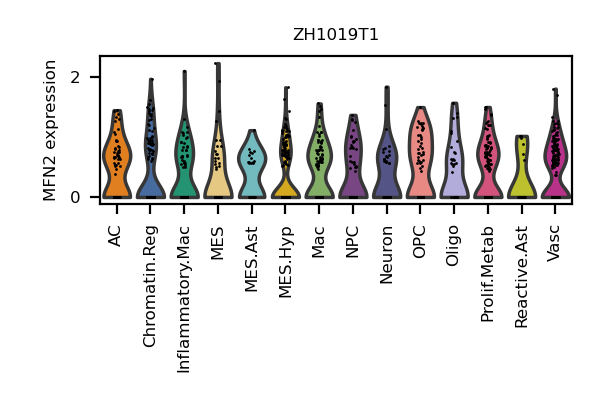 ZH1019T1
MFN2 expression
2
0
AC
Chromatin.Reg
Inflammatory.Mac
MES
MES.Ast
MES.Hyp
Mac
NPC
Neuron
OPC
Oligo
Prolif.Metab
Reactive.Ast
Vasc